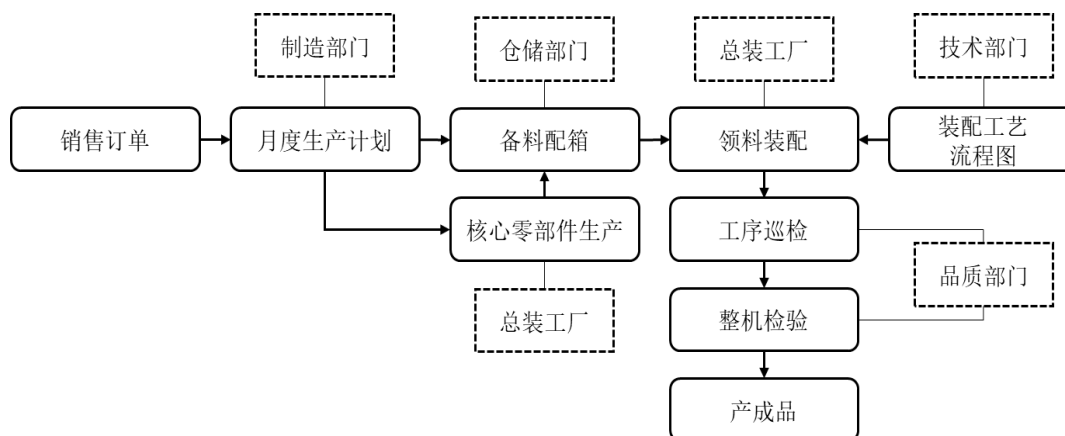 制造部门
仓储部门
总装工厂
技术部门
销售订单
月度生产计划
备料配箱
领料装配
装配工艺
流程图
核心零部件生产
工序巡检
品质部门
总装工厂
整机检验
产成品